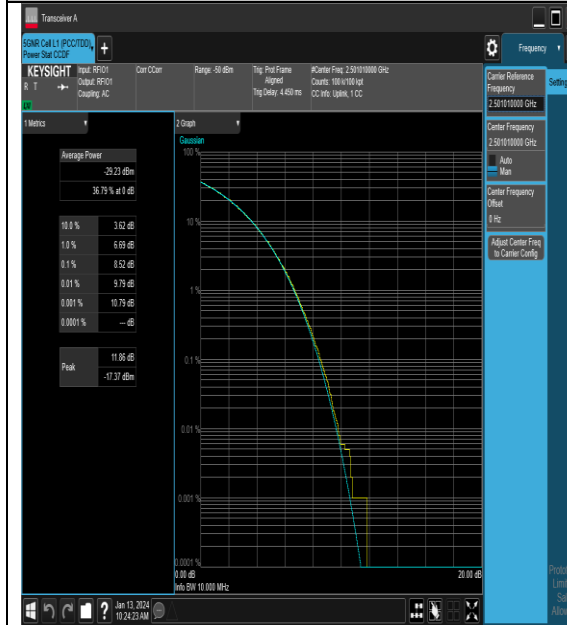 Transceiver A
5GNR Cell L1 (PCC/TDD)
Power Stat CCDF
+
Frequency
KEYSIGHT
R T
LV
Input: RFIO1
Output: RFIO1
Coupling: AC
Corr CCorr
Range: -50 dBm
Trig: Prot Frame
Aligned
Trig Delay: 4.450 ms
#Center Freq: 2.501010000 GHz
Counts: 100 k/100 kpt
CC Info: Uplink, 1 CC
1 Metrics
Average Power
-29.23 dBm
36.79 % at 0 dB
10.0 % 3.62 dB
1.0 % 6.69 dB
0.1 % 8.52 dB
0.01 % 9.79 dB
0.001 % 10.79 dB
0.0001 % --- dB
Peak
11.86 dB
-17.37 dBm
2 Graph
Gaussian
100 %
10 %
1 %
0.1 %
0.01 %
0.001 %
0.0001 %
0.00 dB 20.00 dB
Info BW 10.000 MHz
Carrier Reference
Frequency
2.501010000 GHz
Setting
Center Frequency
2.501010000 GHz
Auto
Man
Center Frequency
Offset
0 Hz
Adjust Center Freq
to Carrier Config
?
Jan 13, 2024
10:24:23 AM